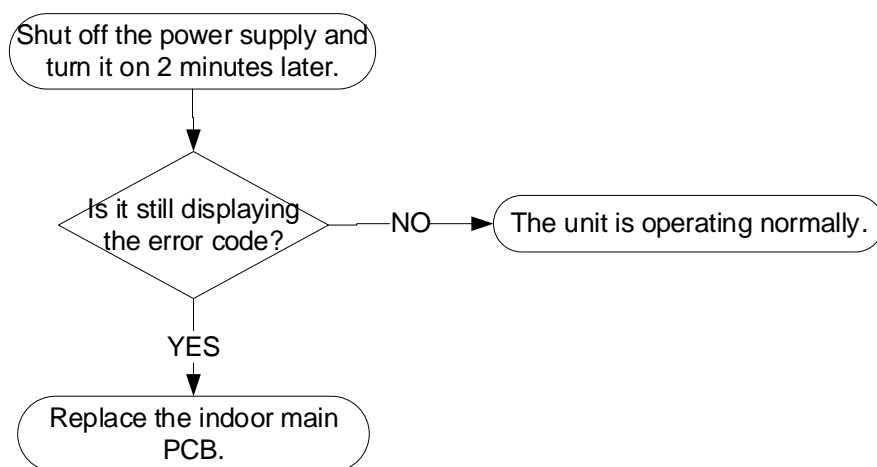 Shut off the power supply and
turn it on 2 minutes later.
Is it still displaying
the error code?
NO
The unit is operating normally.
YES
Replace the indoor main
PCB.